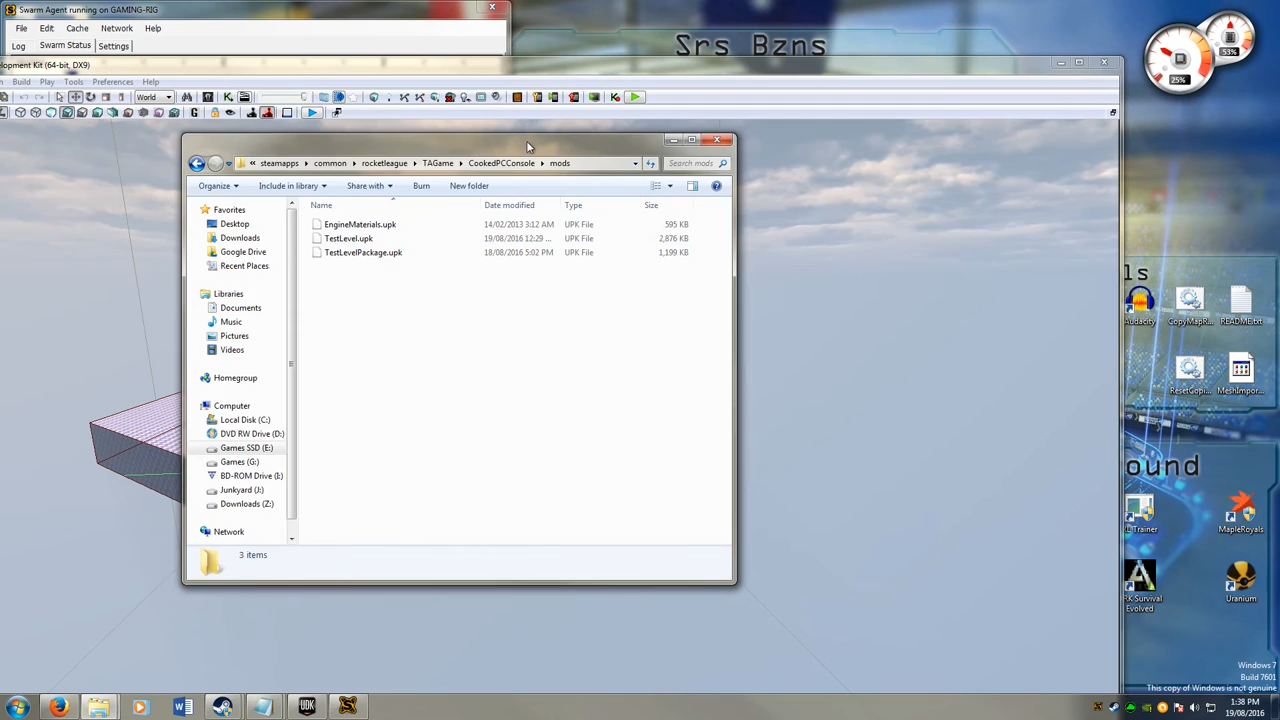 Swarm Agent running on GAMING-RIG
File Edit Cache Network Help
Log Swarm Status Settings
Srs Bzns
53%
25%
elopment Kit (64-bit, DX9)
Build Play Tools Preferences Help
World
« steamapps ▸ common ▸ rocketleague ▸ TAGame ▸ CookedPCConsole ▸ mods
Search mods
Organize Include in library Share with Burn New folder
Name Date modified Type Size
EngineMaterials.upk 14/02/2013 3:12 AM UPK File 595 KB
TestLevel.upk 19/08/2016 12:29 ... UPK File 2,876 KB
TestLevelPackage.upk 18/08/2016 5:02 PM UPK File 1,199 KB
Favorites
Desktop
Downloads
Google Drive
Recent Places
Libraries
Documents
Music
Pictures
Videos
Homegroup
Computer
Local Disk (C:)
DVD RW Drive (D:)
Games SSD (E:)
Games (G:)
BD-ROM Drive (I:)
Junkyard (J:)
Downloads (Z:)
Network
3 items
ls
Audacity CopyMapR... README.txt
ResetCopi... MeshImpor...
ound
L Trainer MapleRoyals
RK Survival Evolved Uranium
Windows 7
Build 7601
This copy of Windows is not genuine
W UDK
1:38 PM
19/08/2016